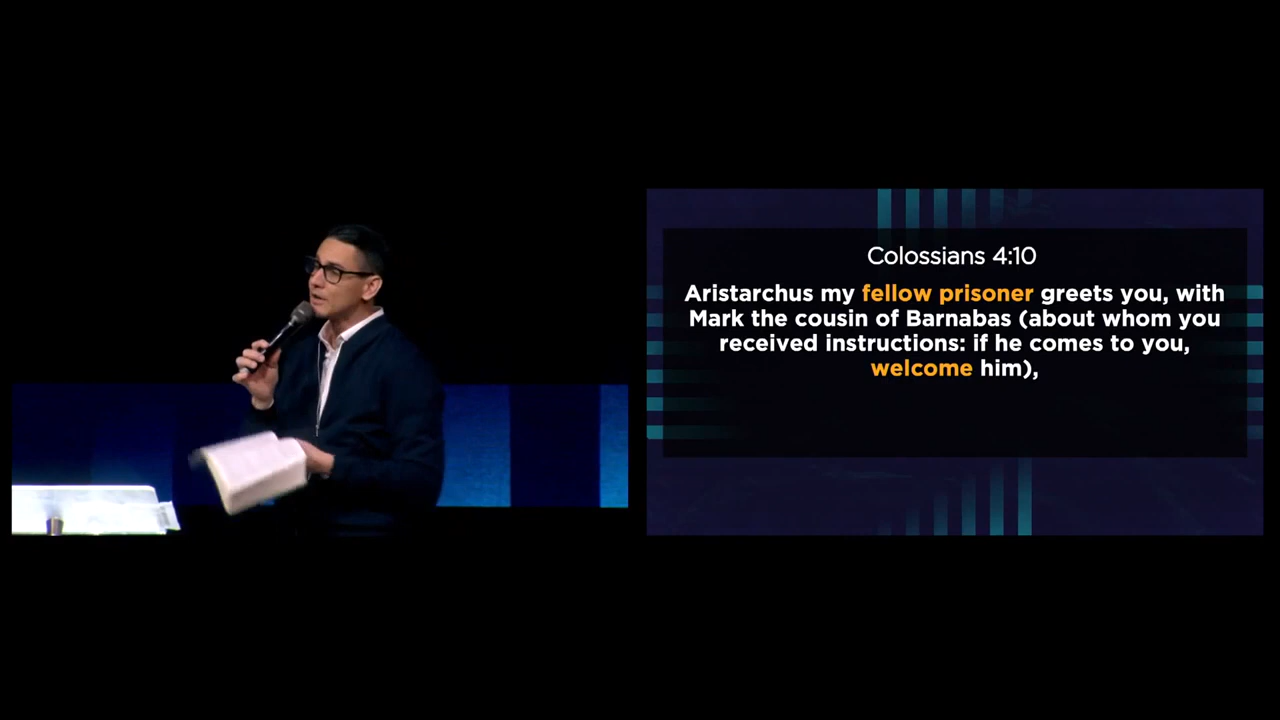 Colossians 4:10
Aristarchus my fellow prisoner greets you, with
Mark the cousin of Barnabas (about whom you
received instructions: if he comes to you,
welcome him),